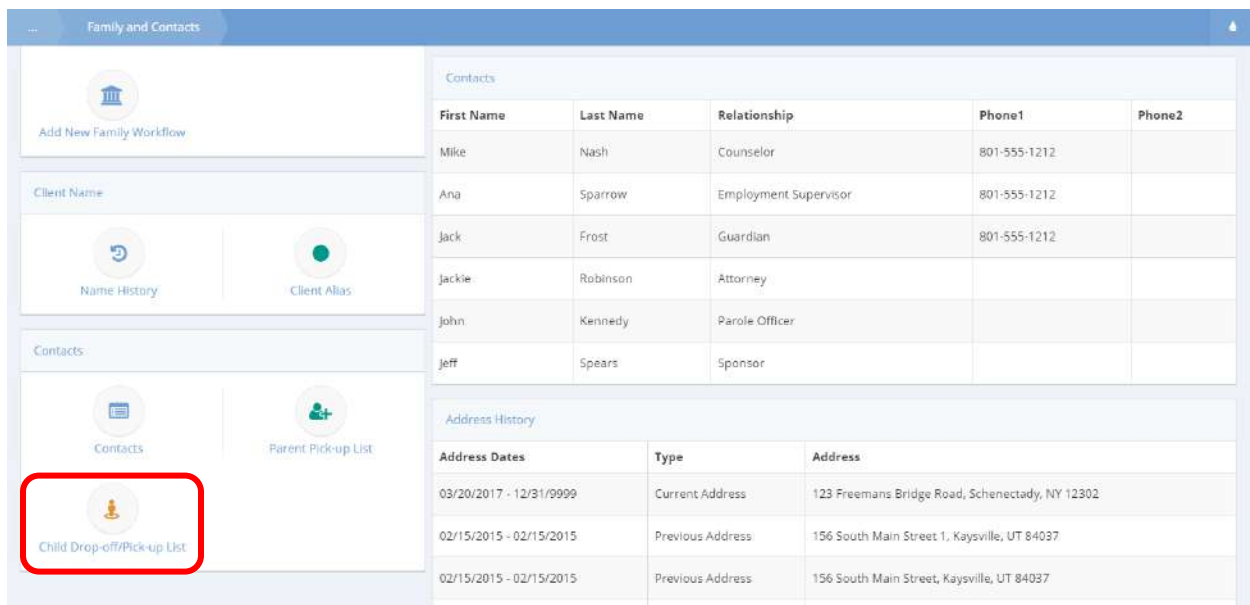 ... Family and Contacts
Add New Family Workflow
Client Name
Name History Client Alias
Contacts
Contacts Parent Pick-up List
Child Drop-off/Pick-up List
Contacts
First Name Last Name Relationship Phone1 Phone2
Mike Nash Counselor 801-555-1212
Ana Sparrow Employment Supervisor 801-555-1212
Jack Frost Guardian 801-555-1212
Jackie Robinson Attorney
John Kennedy Parole Officer
Jeff Spears Sponsor
Address History
Address Dates Type Address
03/20/2017 - 12/31/9999 Current Address 123 Freemans Bridge Road, Schenectady, NY 12302
02/15/2015 - 02/15/2015 Previous Address 156 South Main Street 1, Kaysville, UT 84037
02/15/2015 - 02/15/2015 Previous Address 156 South Main Street, Kaysville, UT 84037